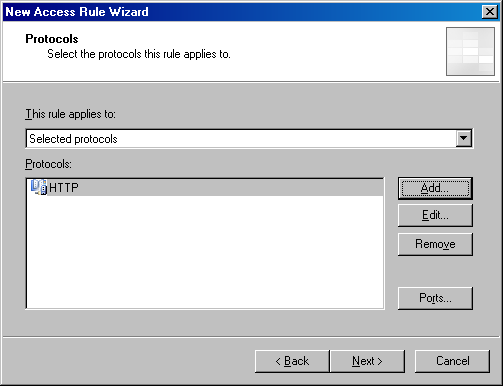 New Access Rule Wizard
Protocols
Select the protocols this rule applies to.
This rule applies to:
Selected protocols
Protocols:
HTTP
Add...
Edit...
Remove
Ports...
< Back
Next >
Cancel